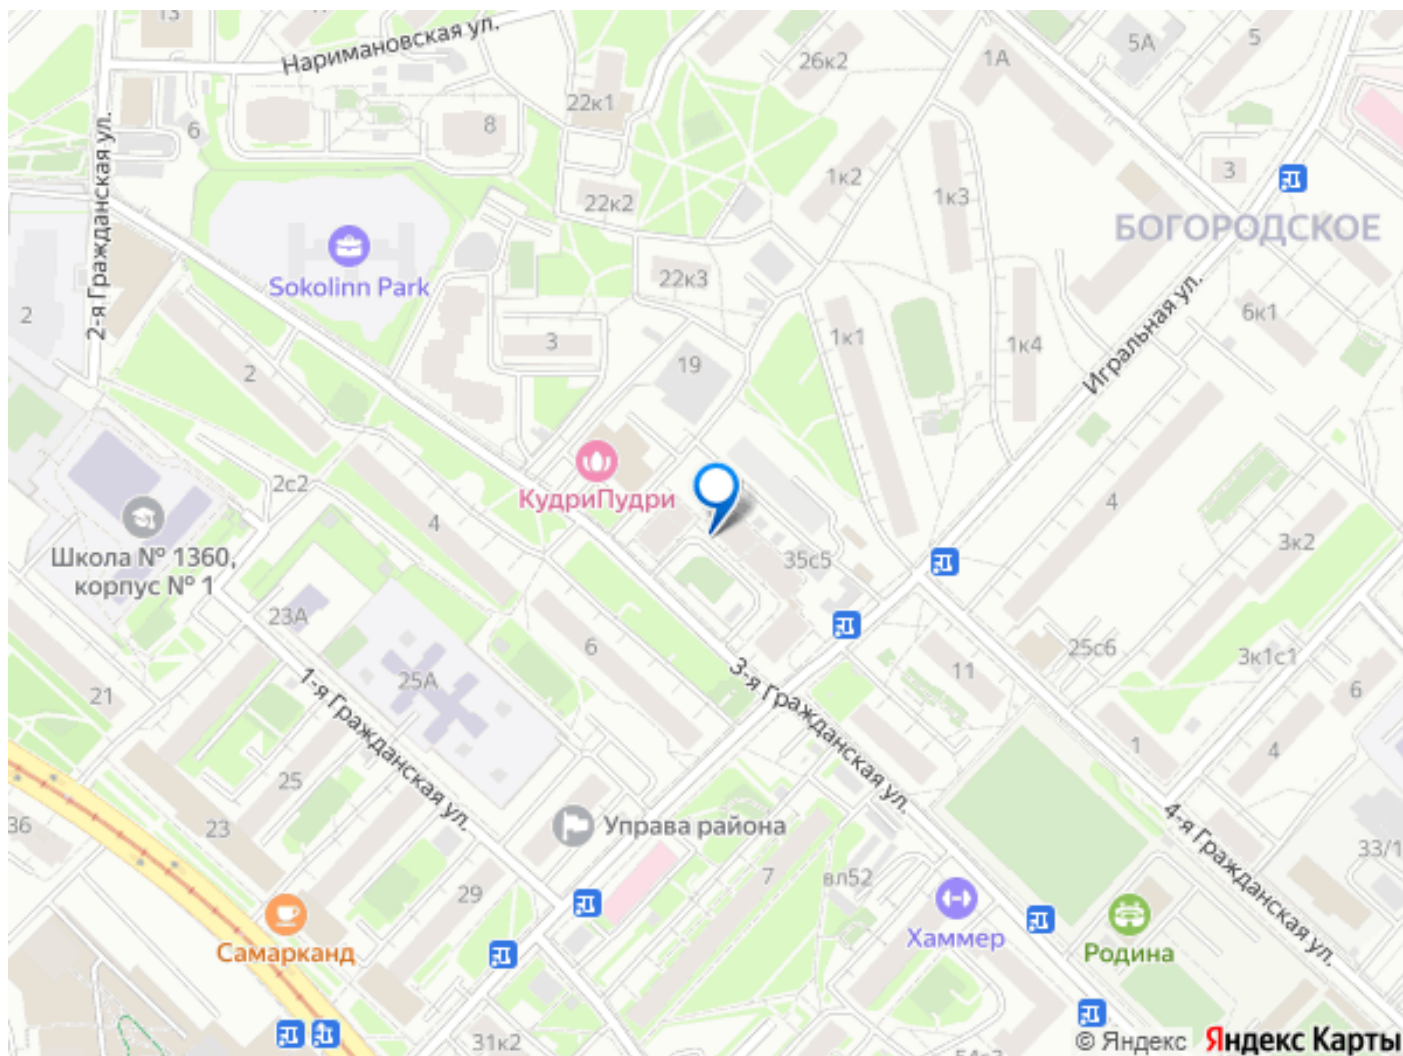 13
Наримановская ул.
26к2
1А
5А
5
22к1
6
8
2-я Гражданская ул.
1к2
1к3
3
22к2
БОГОРОДСКОЕ
Sokolinn Park
22к3
2
3
19
1к1
1к4
6к1
Игральная ул.
2
КудриПудри
2с2
4
4
Школа № 1360,
корпус № 1
35с5
3к2
23А
6
11
25с6
3к1с1
6
21
25А
1-я Гражданская ул.
3-я Гражданская ул.
1
4
25
36
23
Управа района
4-я Гражданская ул.
33/1
7
вл52
29
Самарканд
Хаммер
Родина
31к2
© Яндекс Яндекс Карты